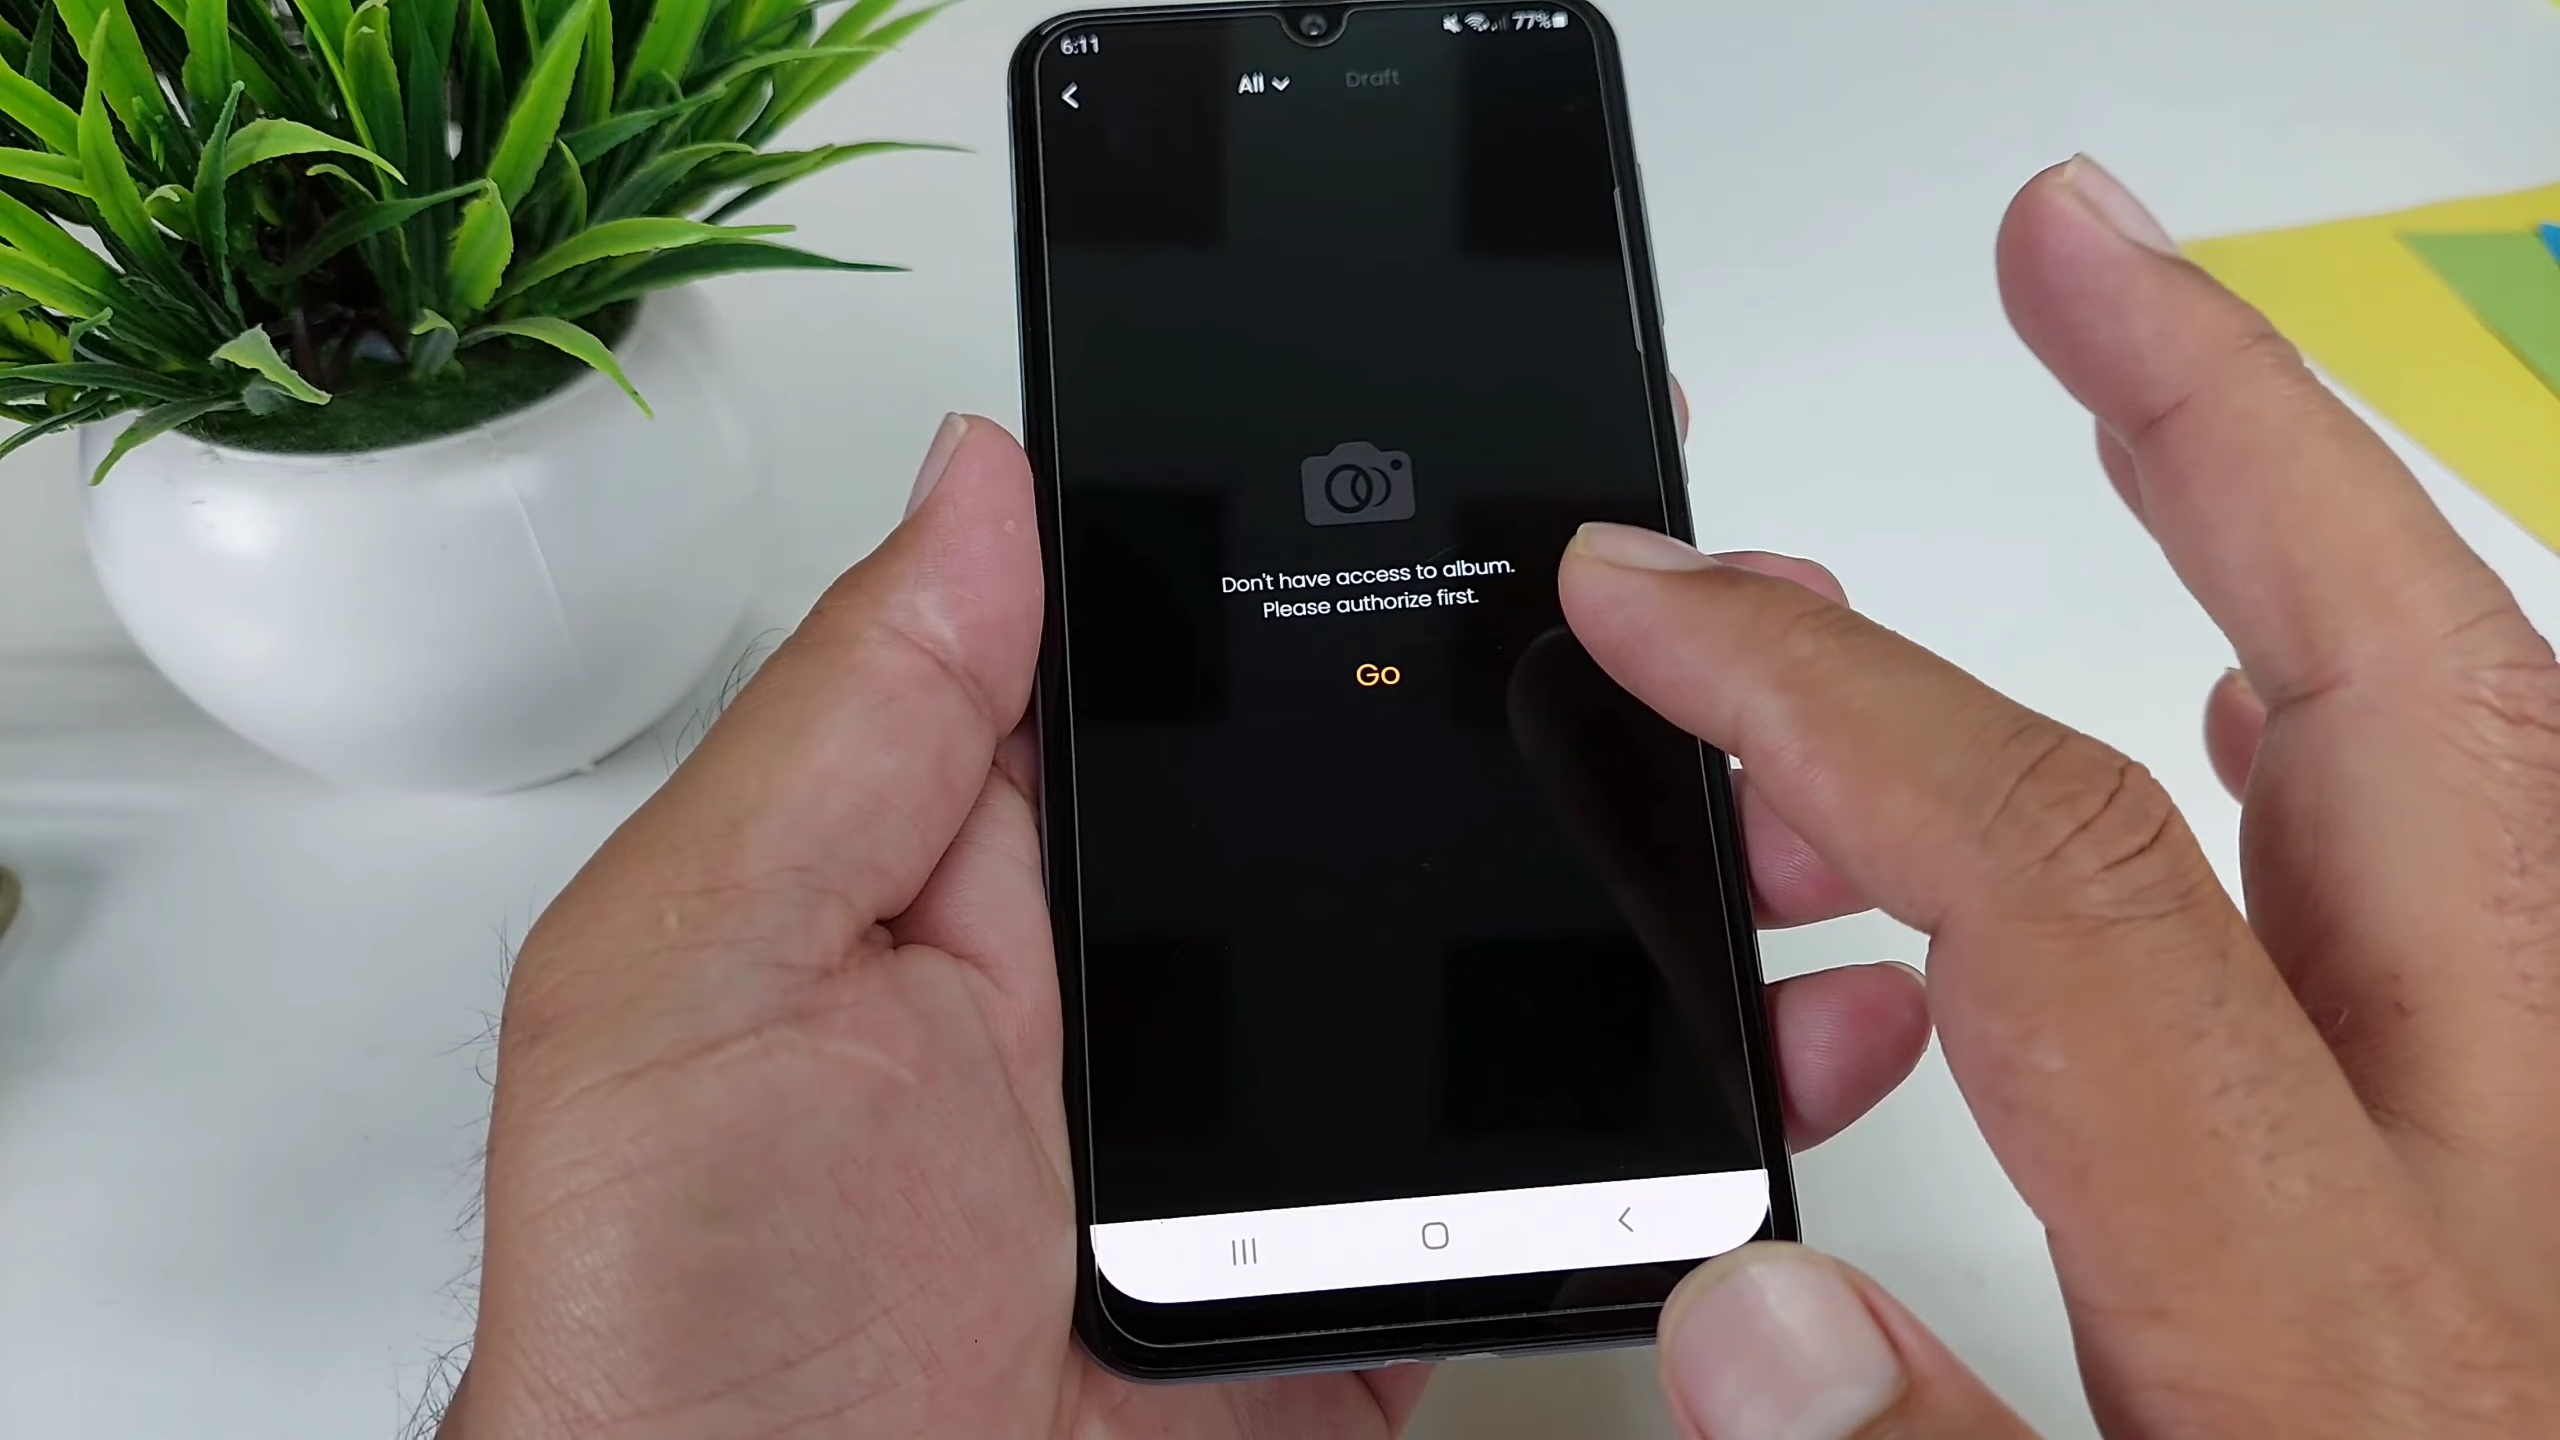 6:11
77%
All
Draft
Don't have access to album.
Please authorize first.
Go